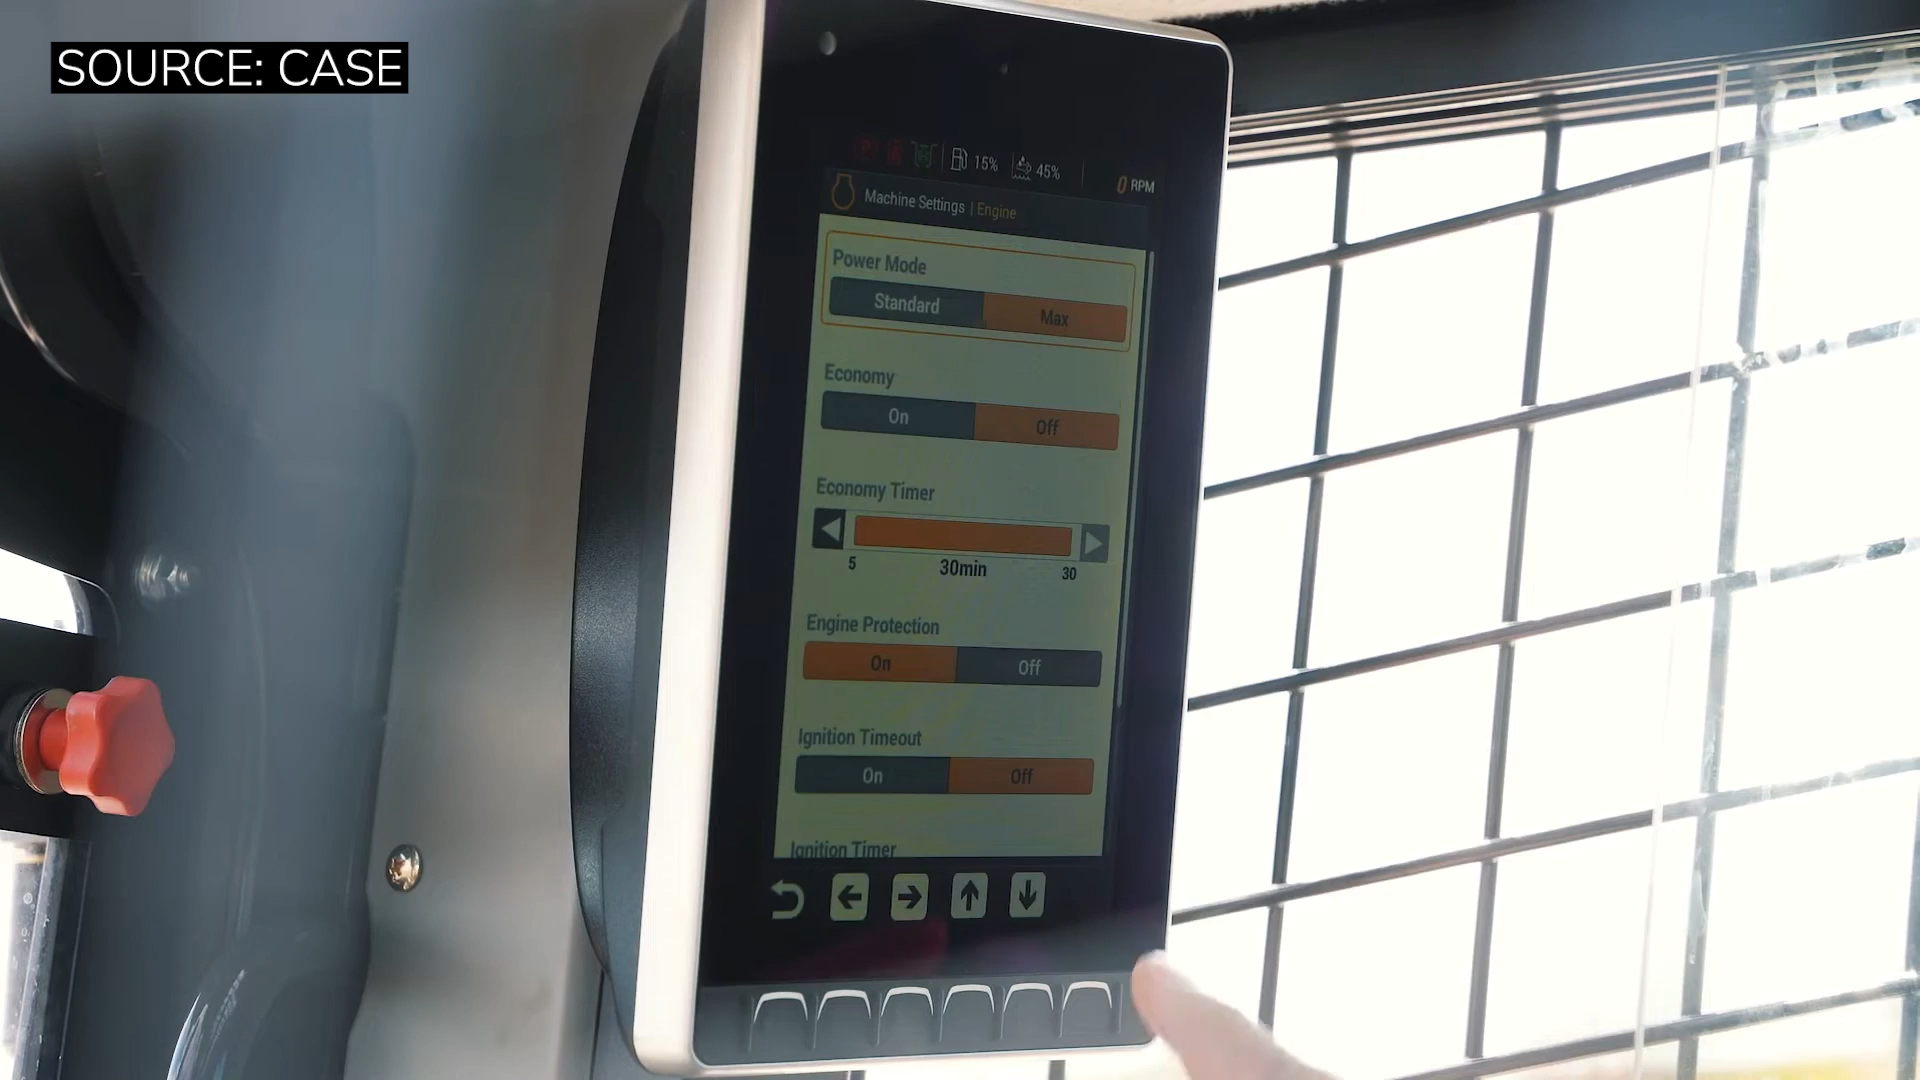 SOURCE: CASE
15% 45% 0 RPM
Machine Settings | Engine
Power Mode
Standard Max
Economy
On Off
Economy Timer
5 30min 30
Engine Protection
On Off
Ignition Timeout
On Off
Ignition Timer